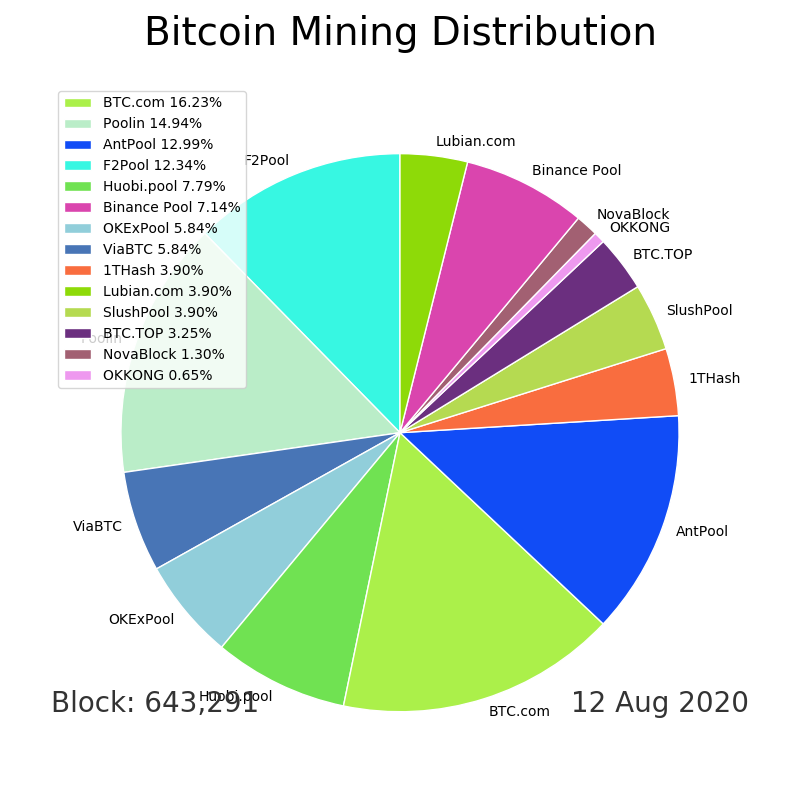 Bitcoin Mining Distribution
BTC.com 16.23%
Poolin 14.94%
AntPool 12.99%
F2Pool 12.34%
Huobi.pool 7.79%
Binance Pool 7.14%
OKExPool 5.84%
ViaBTC 5.84%
1THash 3.90%
Lubian.com 3.90%
SlushPool 3.90%
BTC.TOP 3.25%
NovaBlock 1.30%
OKKONG 0.65%
Lubian.com
F2Pool
Binance Pool
NovaBlock
OKKONG
BTC.TOP
SlushPool
Poolin
1THash
ViaBTC
AntPool
OKExPool
Huobi.pool
Block: 643,291
12 Aug 2020
BTC.com